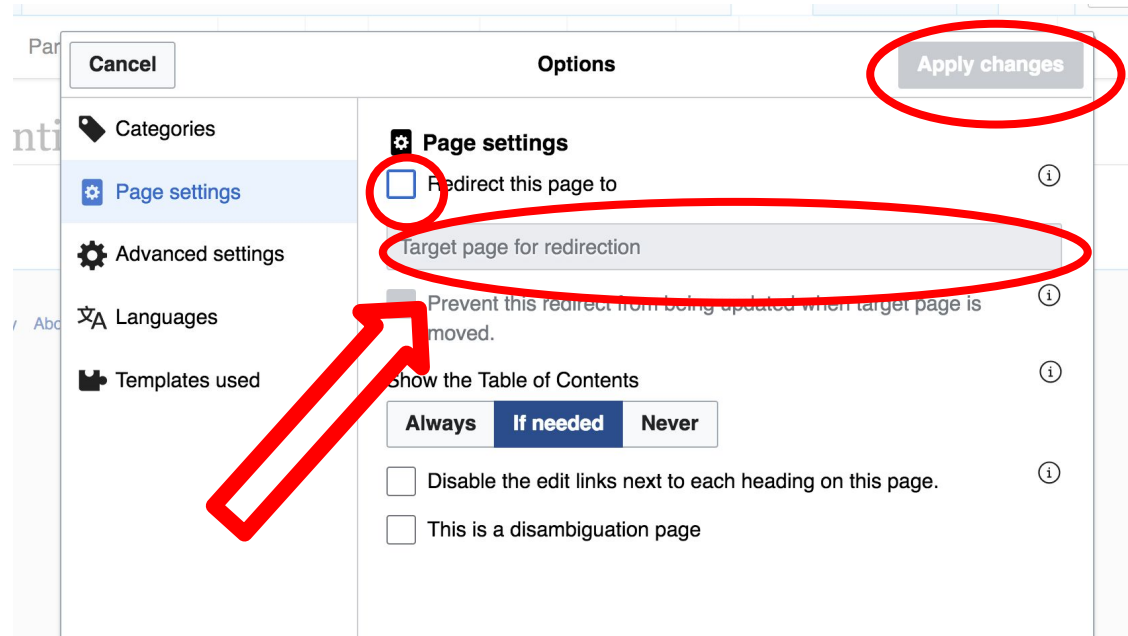 Par
Cancel
Options
Apply changes
nti
Categories
Page settings
Advanced settings
Abo
Languages
Templates used
Page settings
Redirect this page to
Target page for redirection
Prevent this redirect from being updated when target page is
moved.
Show the Table of Contents
Always If needed Never
Disable the edit links next to each heading on this page.
This is a disambiguation page